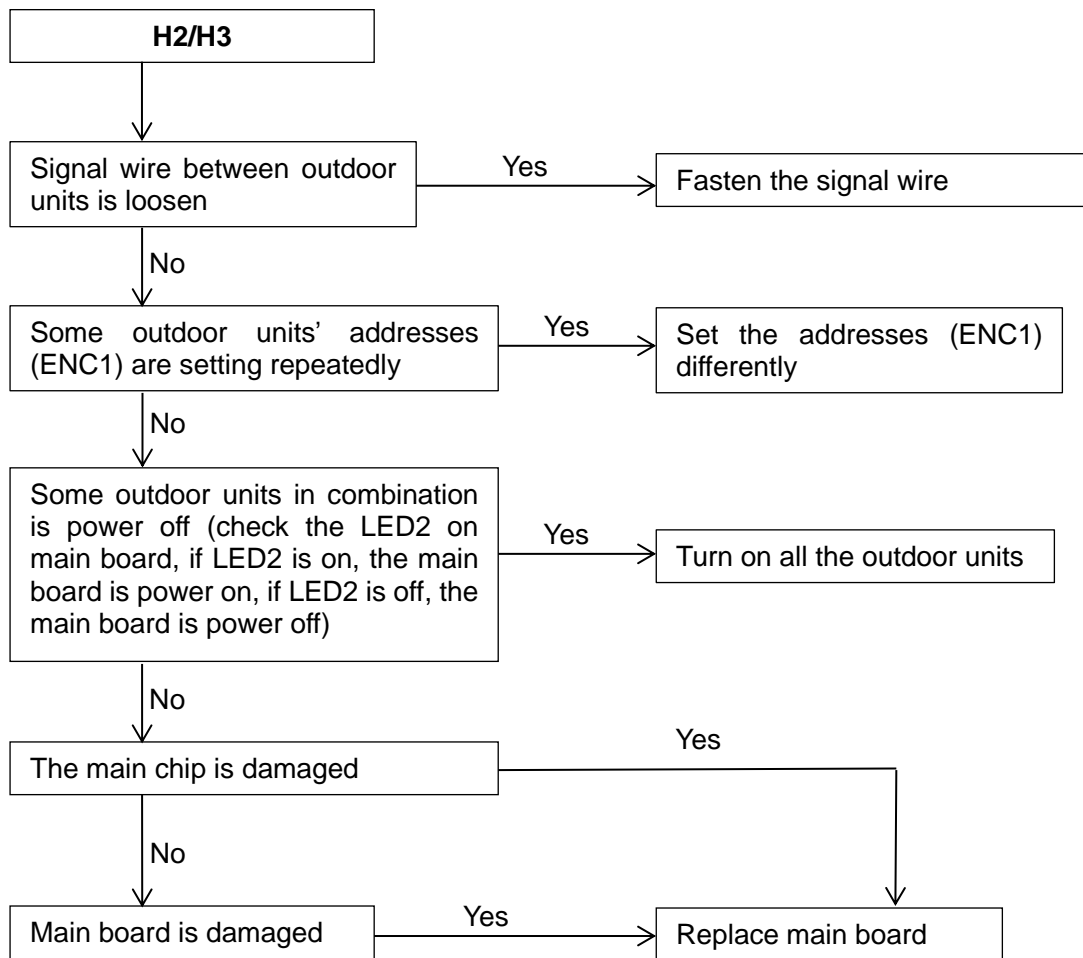 H2/H3
Signal wire between outdoor
units is loosen
Yes
Fasten the signal wire
No
Some outdoor units’ addresses
(ENC1) are setting repeatedly
Yes
Set the addresses (ENC1)
differently
No
Some outdoor units in combination
is power off (check the LED2 on
main board, if LED2 is on, the main
board is power on, if LED2 is off, the
main board is power off)
Yes
Turn on all the outdoor units
No
The main chip is damaged
Yes
No
Main board is damaged
Yes
Replace main board